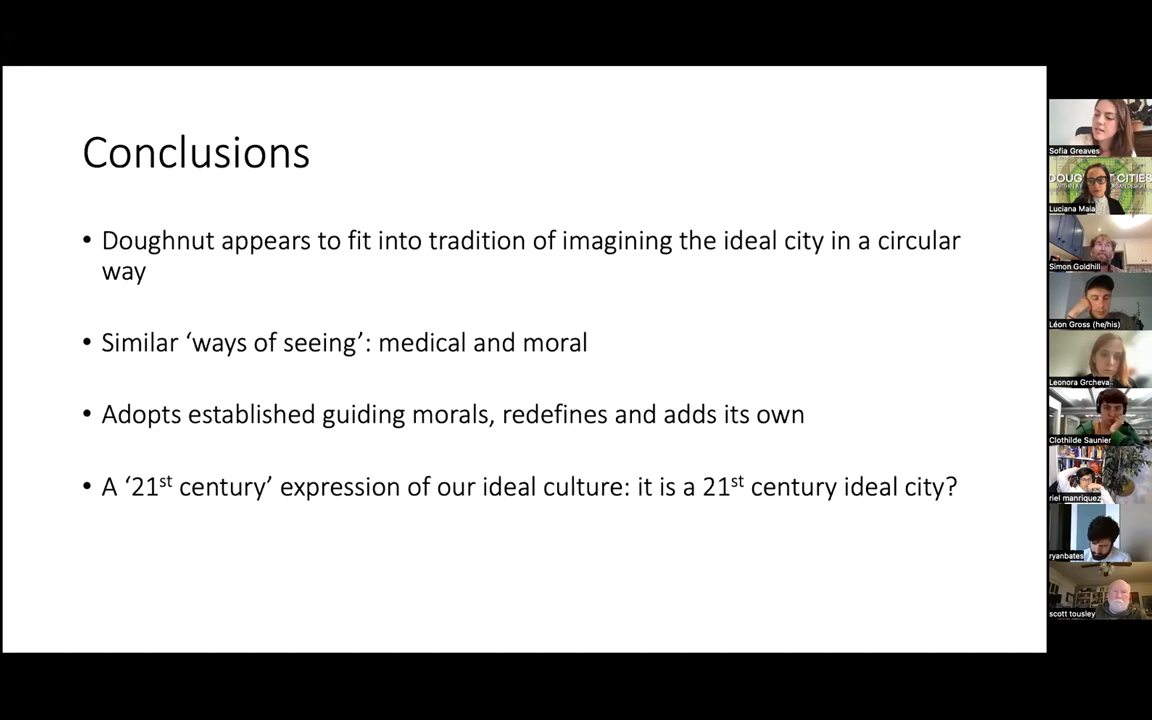 Conclusions
• Doughnut appears to fit into tradition of imagining the ideal city in a circular
way
• Similar ‘ways of seeing’: medical and moral
• Adopts established guiding morals, redefines and adds its own
• A ‘21st century’ expression of our ideal culture: it is a 21st century ideal city?
Sofia Greaves
DOUG T CITIES
Luciana Maia
Simon Goldhill
Léon Gross (he/his)
Leonora Grcheva
Clothilde Saunier
riel manriquez
ryanbates
scott tousley